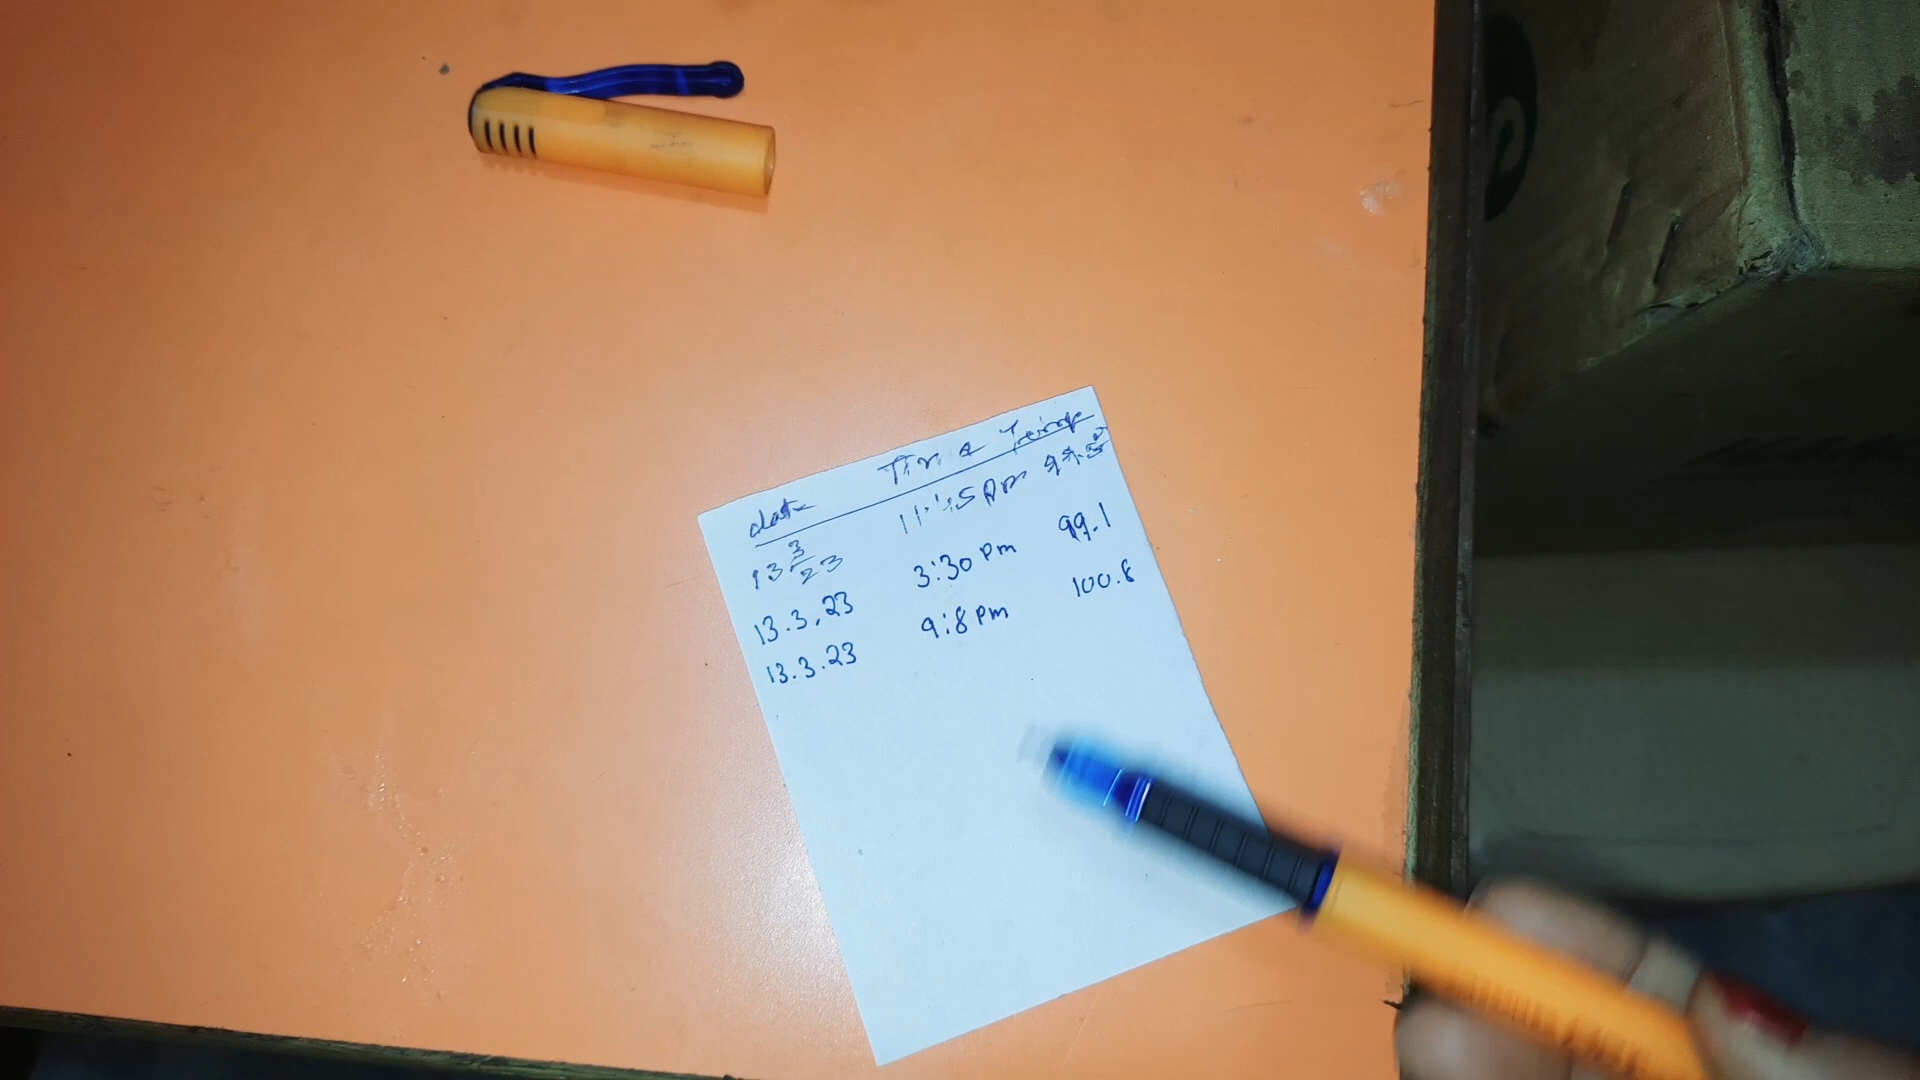 date Time Temp
13 3/23 11:45 Am
13.3.23 3:30 pm 99.1
13.3.23 9:8 pm 100.8